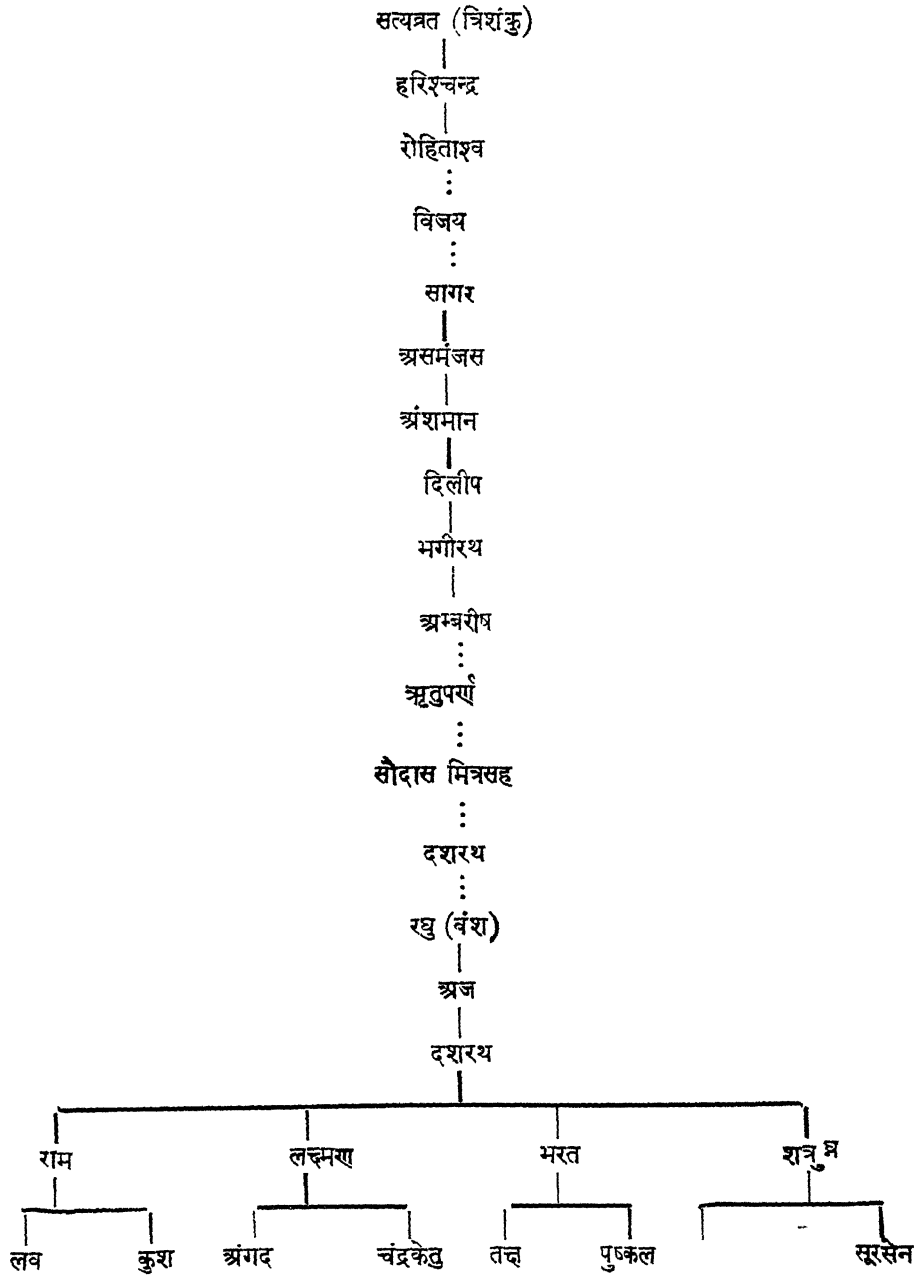 सत्यव्रत (त्रिशंकु)
हरिश्चन्द्र
रोहिताश्व
विजय
सागर
असमंजस
अंशमान
दिलीप
भगीरथ
अम्बरीष
ऋतुपर्ण
सौदास मित्रसह
दशरथ
रघु (वंश)
अज
दशरथ
राम लक्ष्मण भरत शत्रुघ्न
लव कुश अंगद चंद्रकेतु तक्ष पुष्कल सूरसेन